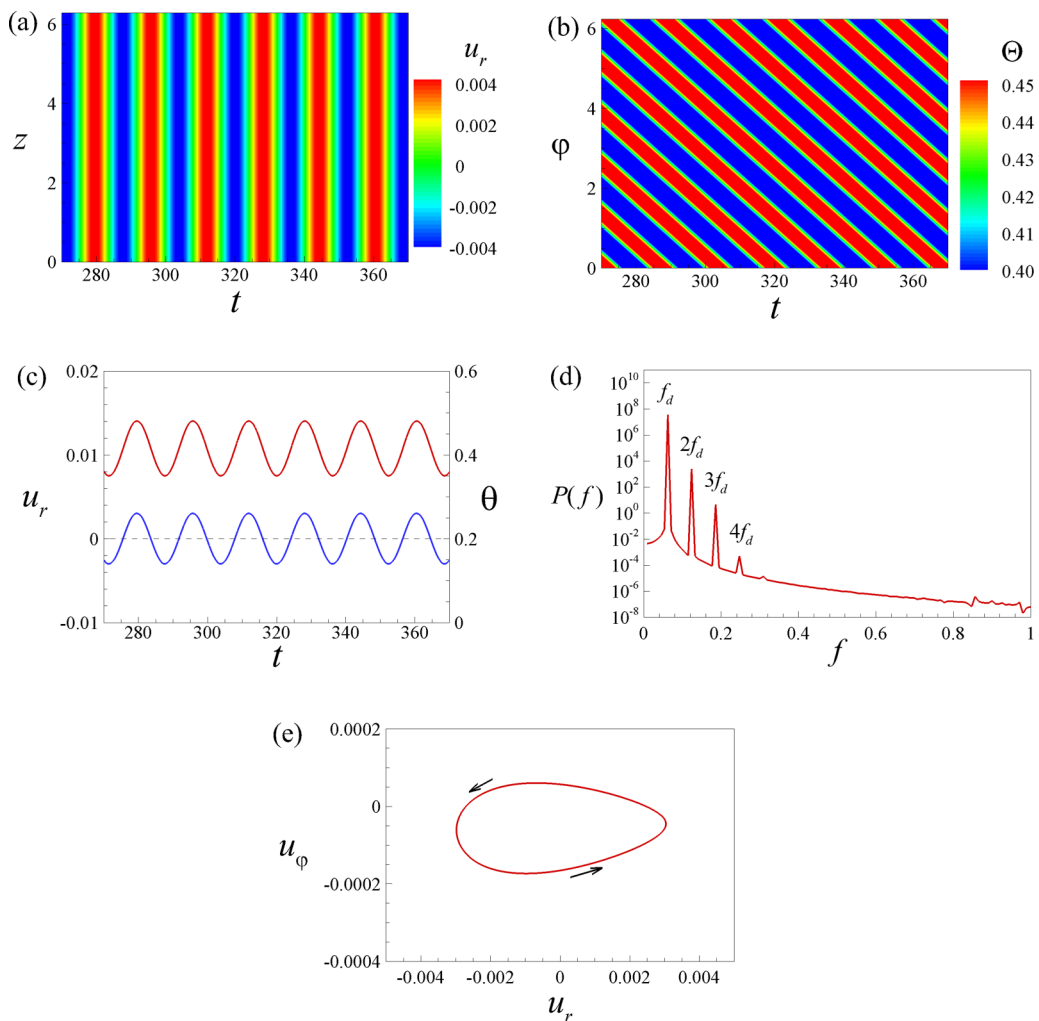 (a)
6
4
2
0
z
280 300 320 340 360
t
u_r
0.004
0.002
0
-0.002
-0.004
(b)
6
4
2
0
φ
280 300 320 340 360
t
Θ
0.45
0.44
0.43
0.41
0.40
(c)
0.02
0.01
0
-0.01
u_r
0.6
0.4
0.2
0
θ
280 300 320 340 360
t
(d)
10^10
10^8
10^6
10^4
10^2
10^0
10^-2
10^-4
10^-6
10^-8
P(f)
f_d
2f_d
3f_d
4f_d
0 0.2 0.4 0.6 0.8 1
f
(e)
0.0002
0
-0.0002
-0.0004
u_φ
-0.004 -0.002 0 0.002 0.004
u_r